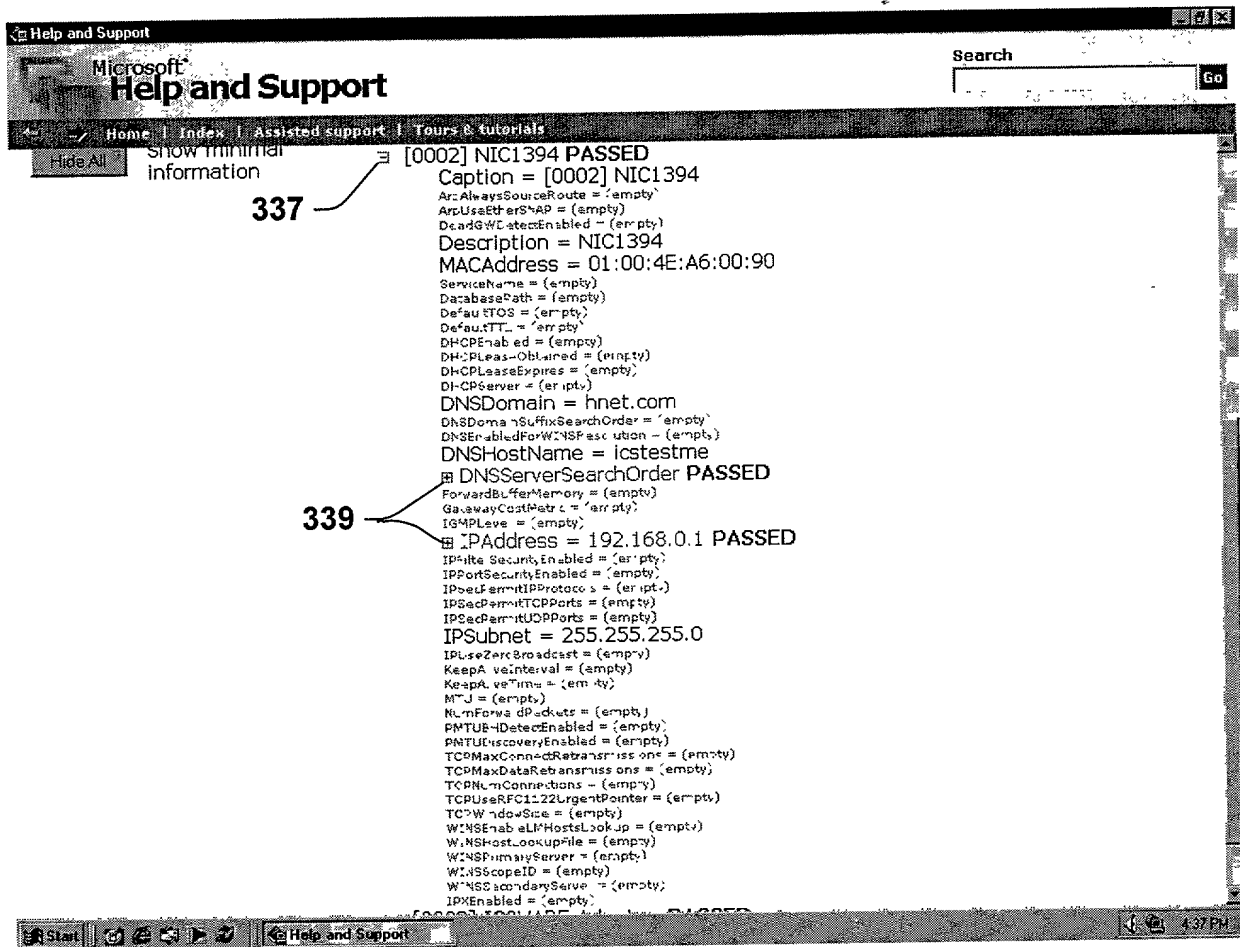 Help and Support
Microsoft
Help and Support
Search
Go
Home | Index | Assisted support | Tours & tutorials
Hide All
Show minimal information
337
[0002] NIC1394 PASSED
Caption = [0002] NIC1394
ArpAlwaysSourceRoute = (empty)
ArpUseEtherSNAP = (empty)
DeadGWDetectEnabled = (empty)
Description = NIC1394
MACAddress = 01:00:4E:A6:00:90
ServiceName = (empty)
DatabasePath = (empty)
DefaultTOS = (empty)
DefaultTTL = (empty)
DHCPEnabled = (empty)
DHCPLeaseObtained = (empty)
DHCPLeaseExpires = (empty)
DHCPServer = (empty)
DNSDomain = hnet.com
DNSDomainSuffixSearchOrder = (empty)
DNSEnabledForWINSResolution = (empty)
DNSHostName = icstestme
339
DNSServerSearchOrder PASSED
ForwardBufferMemory = (empty)
GatewayCostMetric = (empty)
IGMPLevel = (empty)
IPAddress = 192.168.0.1 PASSED
IPFilterSecurityEnabled = (empty)
IPPortSecurityEnabled = (empty)
IPSecPermitIPProtocols = (empty)
IPSecPermitTCPPorts = (empty)
IPSecPermitUDPPorts = (empty)
IPSubnet = 255.255.255.0
IPUseZeroBroadcast = (empty)
KeepAliveInterval = (empty)
KeepAliveTime = (empty)
MTU = (empty)
NumForwardPackets = (empty)
PMTUBHDetectEnabled = (empty)
PMTUDiscoveryEnabled = (empty)
TCPMaxConnectRetransmissions = (empty)
TCPMaxDataRetransmissions = (empty)
TCPNumConnections = (empty)
TCPUseRFC1122UrgentPointer = (empty)
TCPWindowSize = (empty)
WINSEnableLMHostsLookup = (empty)
WINSHostLookupFile = (empty)
WINSPrimaryServer = (empty)
WINSScopeID = (empty)
WINSSecondaryServer = (empty)
IPXEnabled = (empty)
PASSED
Start
Help and Support
4:37 PM